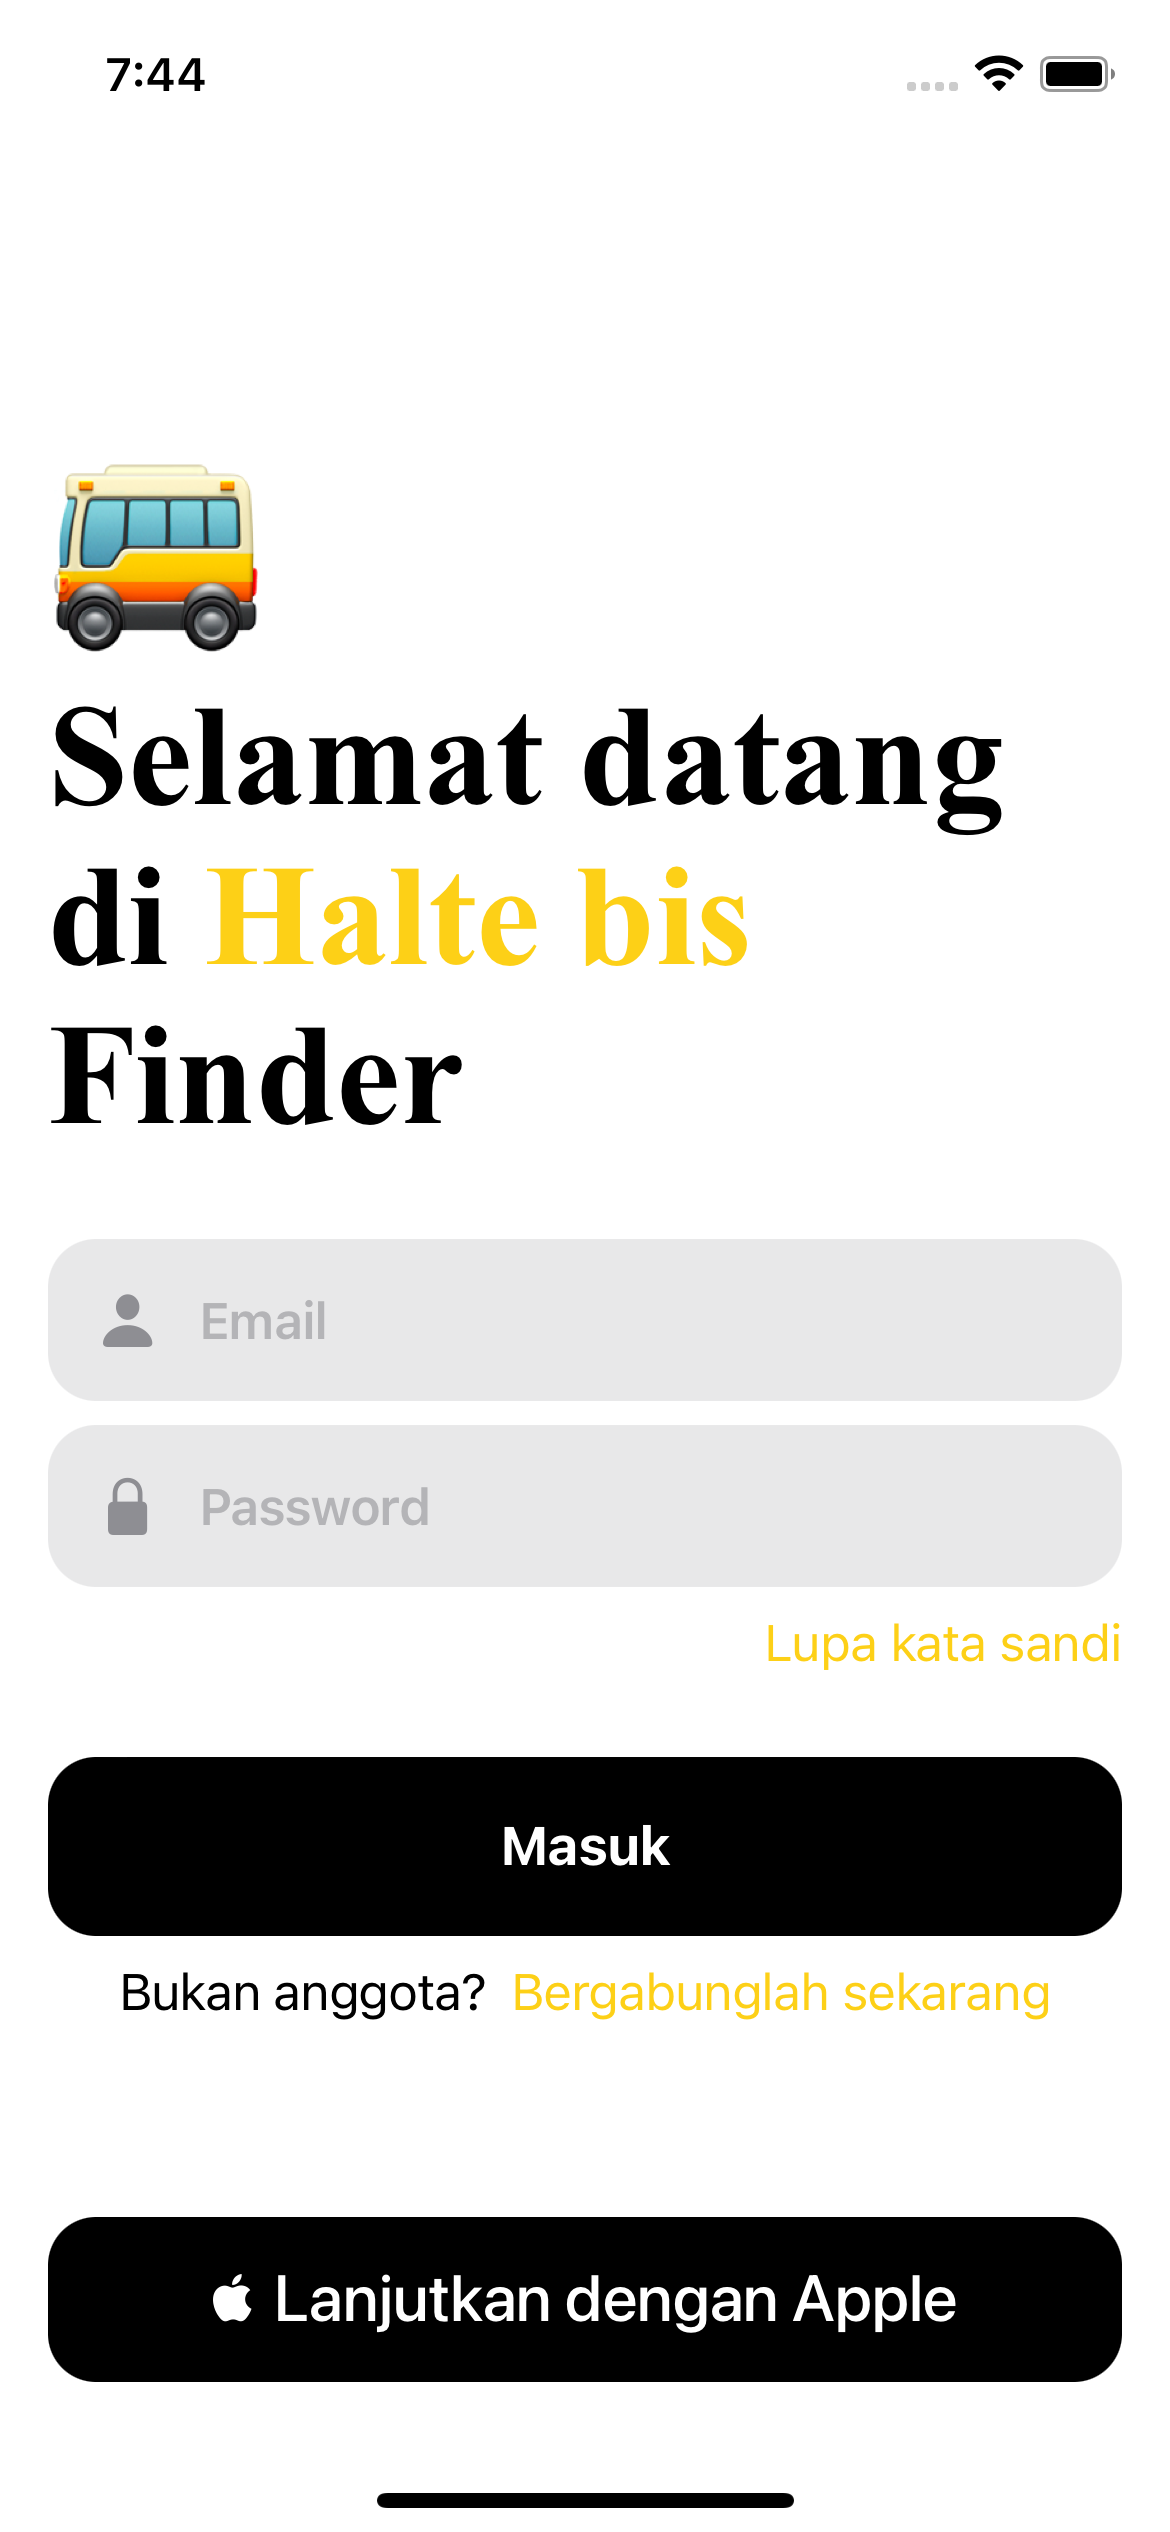 7:44
Selamat datang
di Halte bis
Finder
Email
Password
Lupa kata sandi
Masuk
Bukan anggota? Bergabunglah sekarang
Lanjutkan dengan Apple